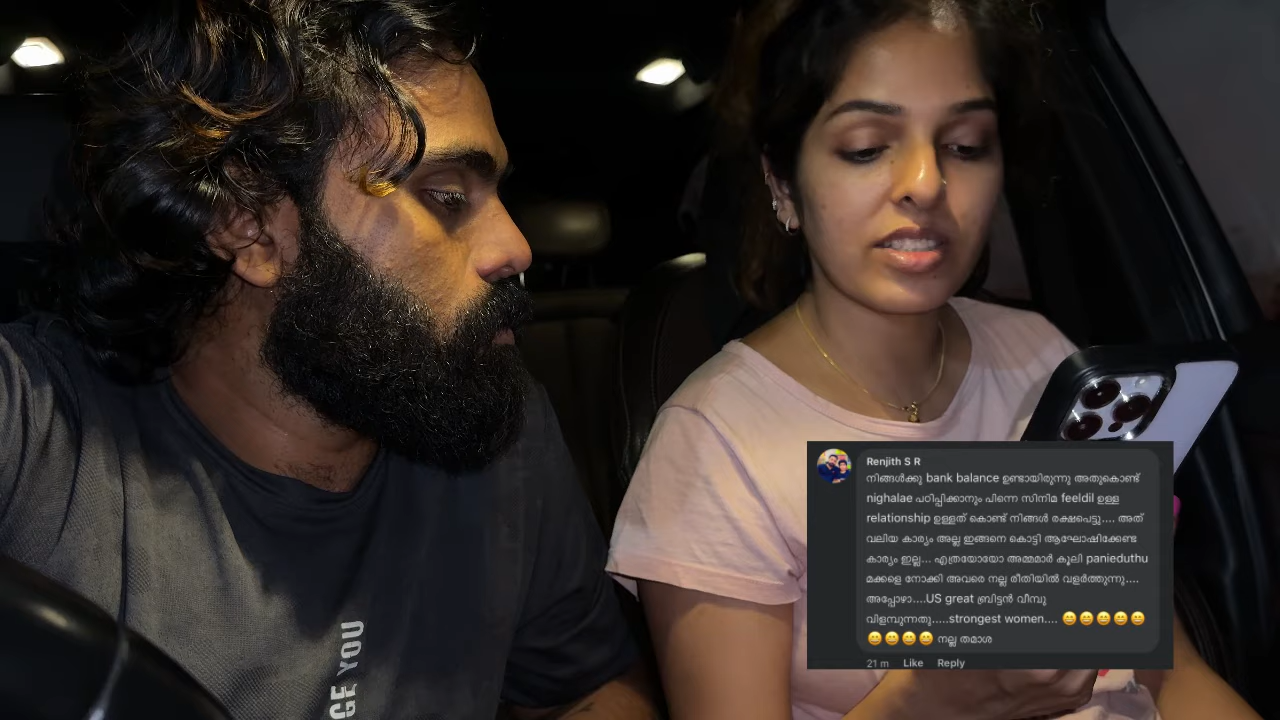 GE YOU
Renjith S R
നിങ്ങൾക്കു bank balance ഉണ്ടായിരുന്നു അതുകൊണ്ട്
nighalae പഠിപ്പിക്കാനും പിന്നെ സിനിമ feeldil ഉള്ള
relationship ഉള്ളത് കൊണ്ട് നിങ്ങൾ രക്ഷപെട്ടു.... അത്
വലിയ കാര്യം അല്ല ഇങ്ങനെ കൊട്ടി ആഘോഷിക്കേണ്ട
കാര്യം ഇല്ല... എത്രയോയോ അമ്മമാർ കൂലി panieduthu
മക്കളെ നോക്കി അവരെ നല്ല രീതിയിൽ വളർത്തുന്നു....
അപ്പോഴാ....US great ബ്രിട്ടൻ വീമ്പു
വിളമ്പുന്നതു.....strongest women.... 😀😀😀😀😀
😀😀😀😀 നല്ല തമാശ
21 m Like Reply